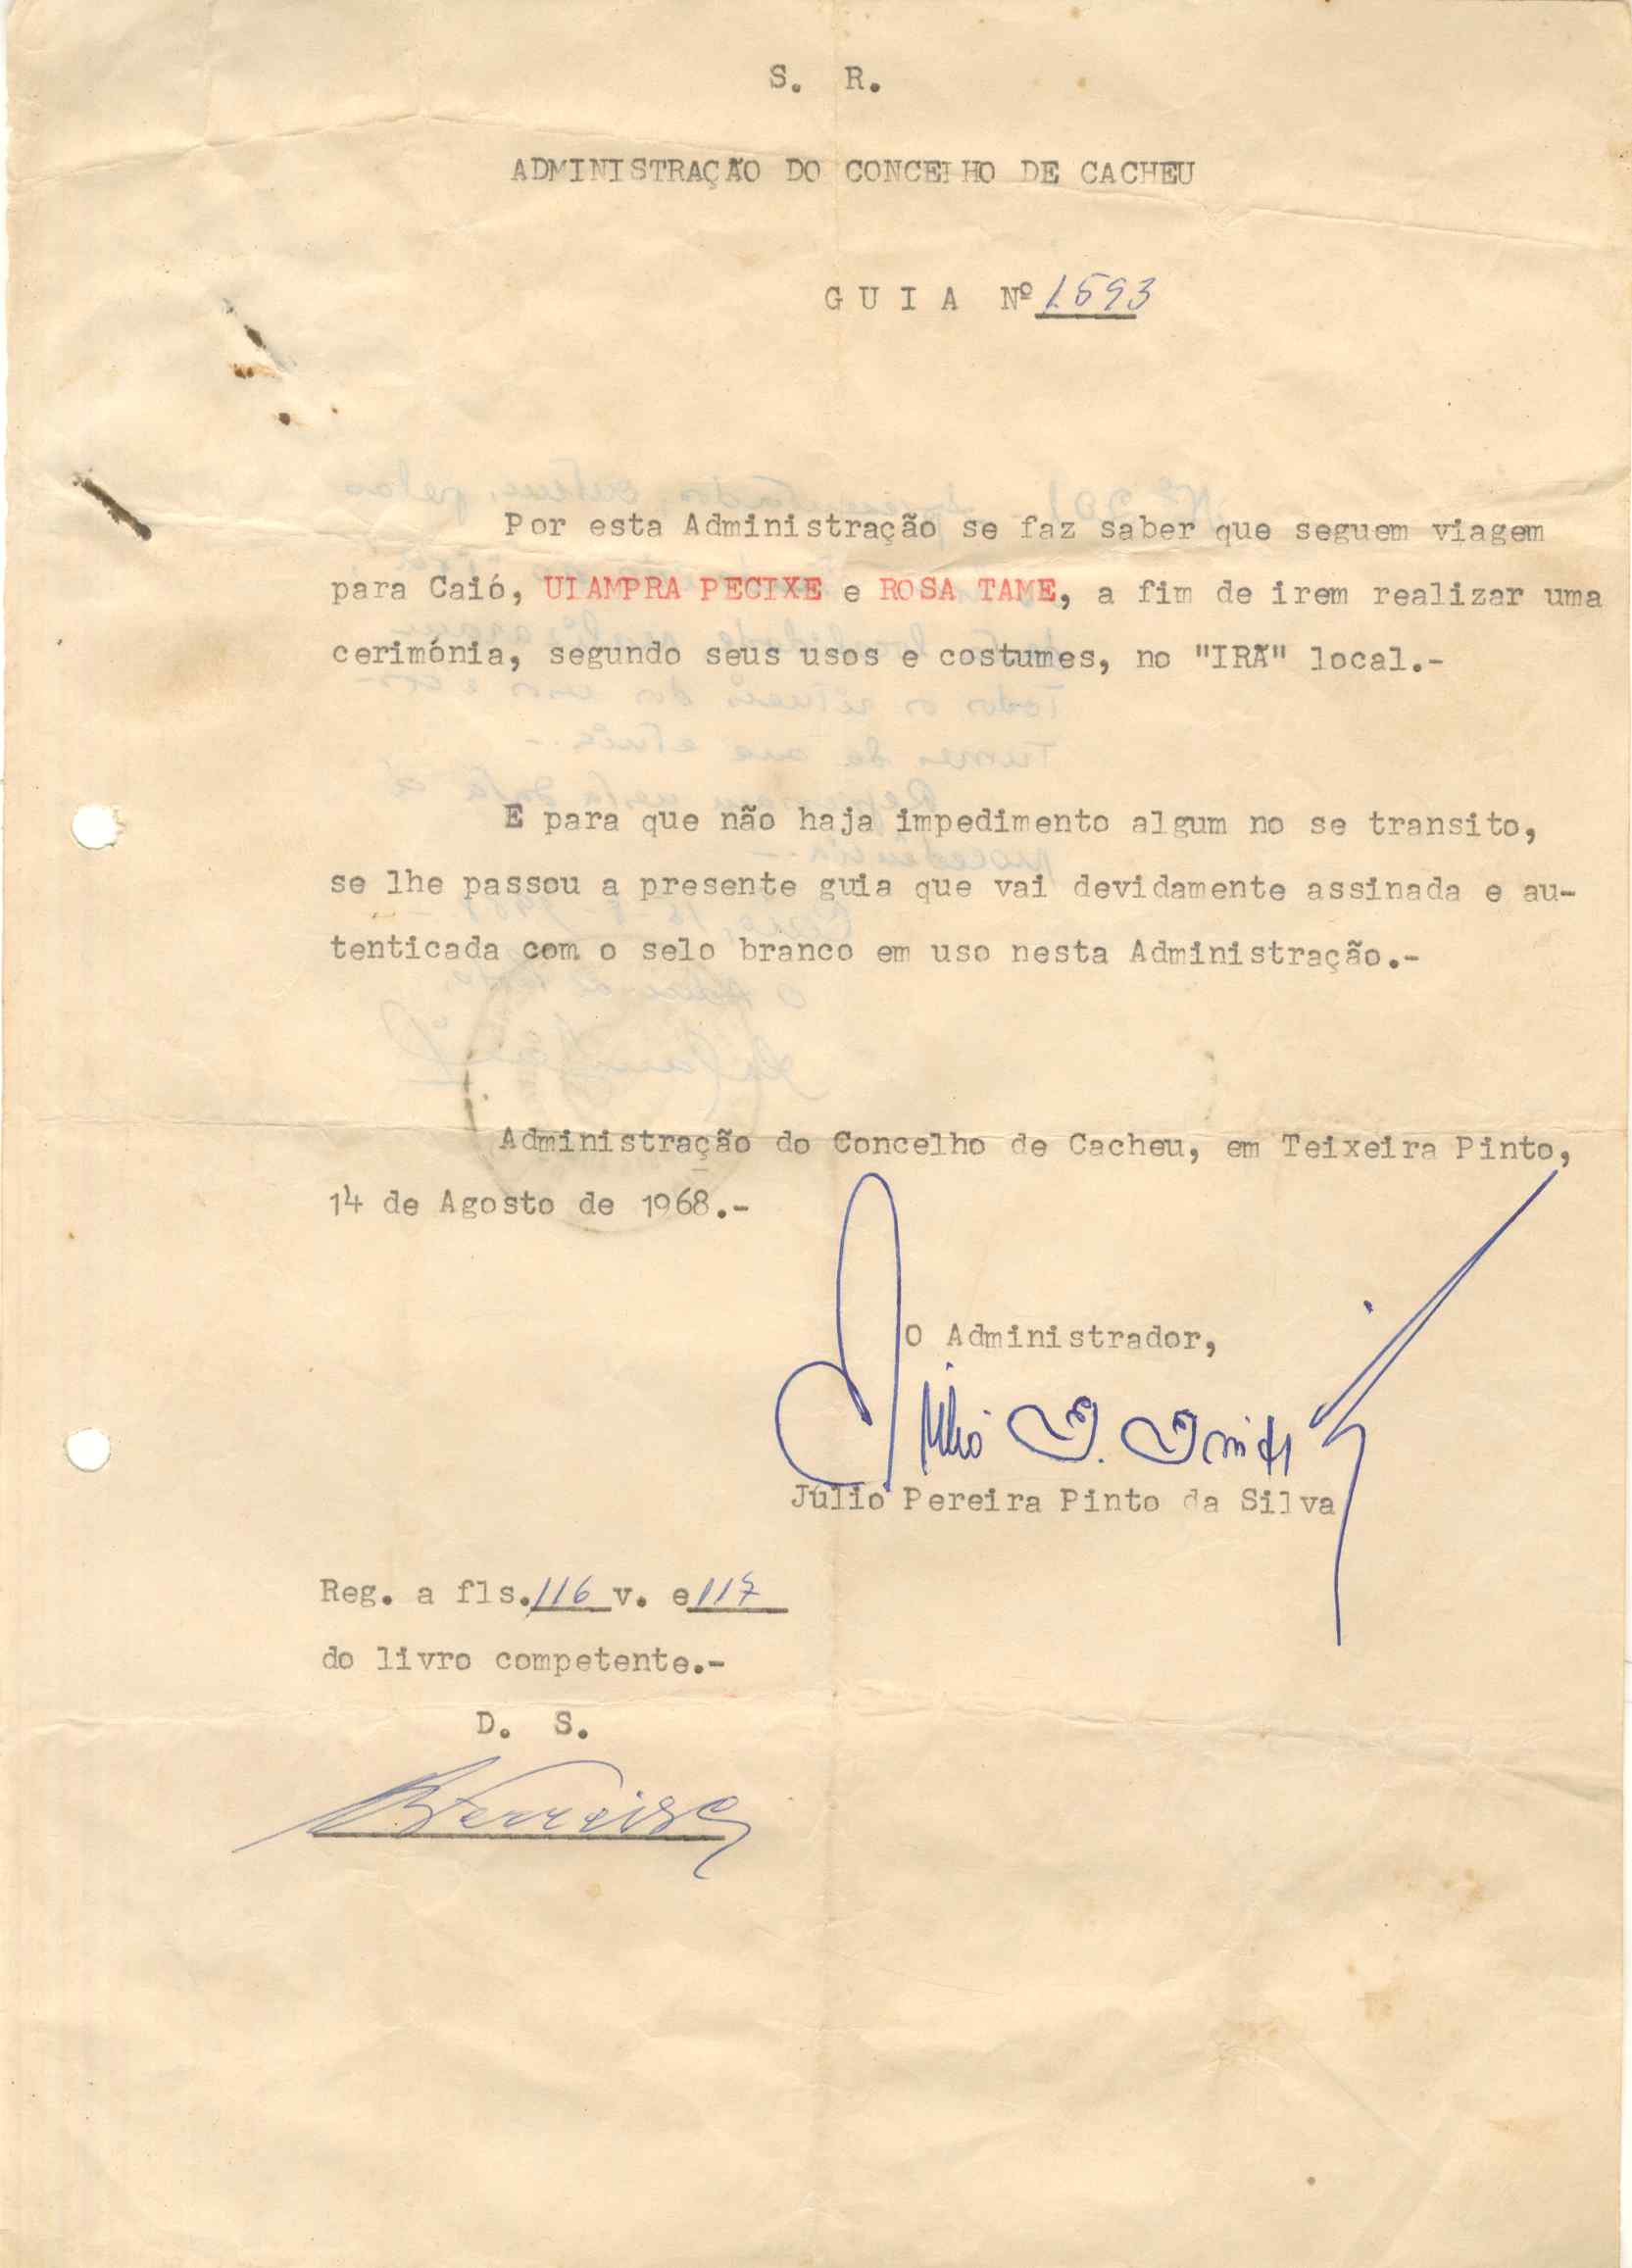 S. R.
ADMINISTRAÇÃO DO CONCELHO DE CACHEU
G U I A Nº 1593
Por esta Administração se faz saber que seguem viagem
para Caió, UIAMPRA PECIXE e ROSA TAME, a fim de irem realizar uma
cerimónia, segundo seus usos e costumes, no "IRÃ" local.-
E para que não haja impedimento algum no se transito,
se lhe passou a presente guia que vai devidamente assinada e au-
tenticada com o selo branco em uso nesta Administração.-
Administração do Concelho de Cacheu, em Teixeira Pinto,
14 de Agosto de 1968.-
O Administrador,
Júlio Pereira Pinto da Silva
Reg. a fls. 116 v. e 117
do livro competente.-
D. S.